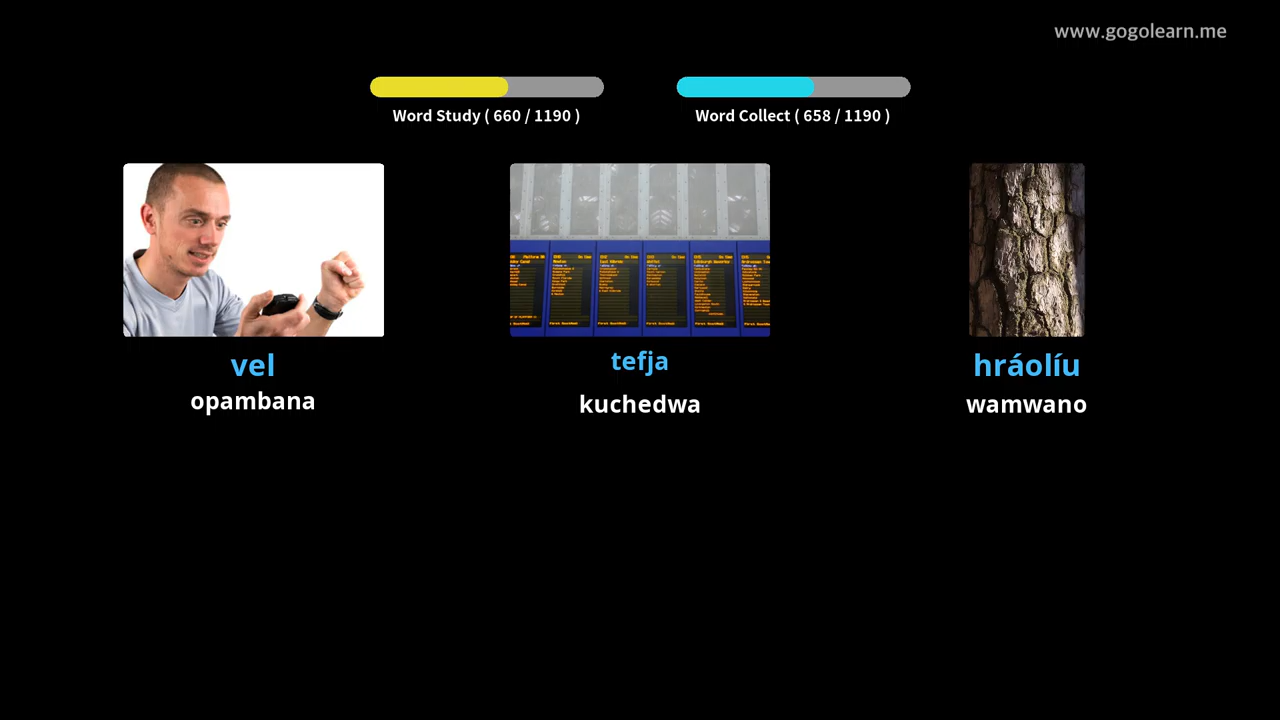 www.gogolearn.me
Word Study ( 660 / 1190 )
Word Collect ( 658 / 1190 )
vel
tefja
hráolíu
opambana
kuchedwa
wamwano